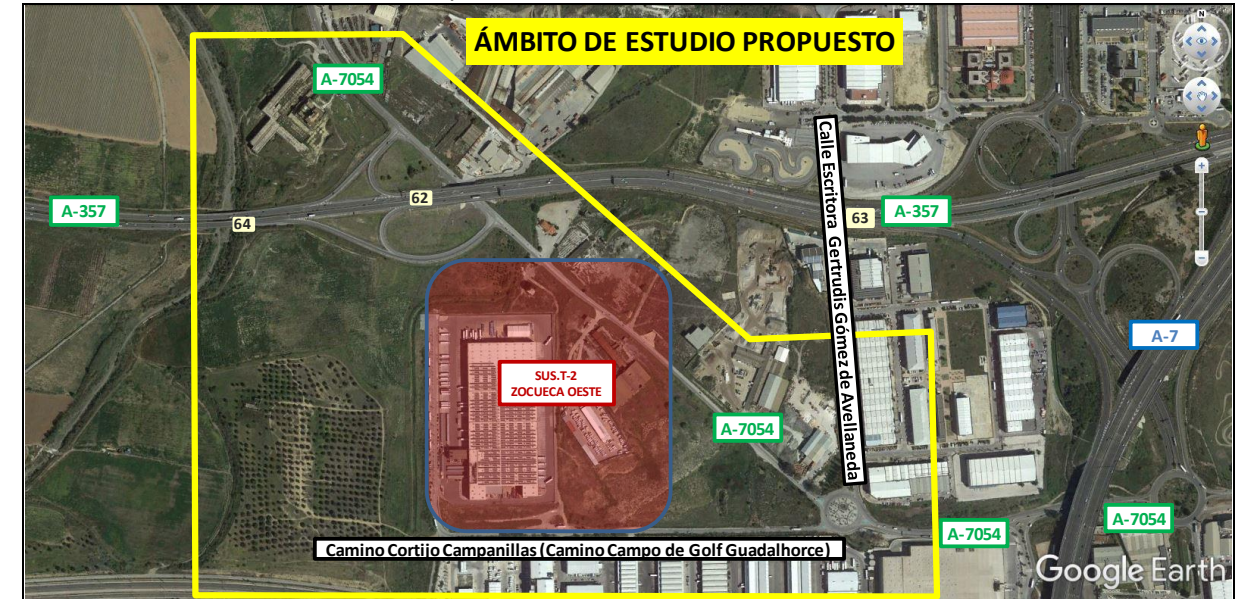 ÁMBITO DE ESTUDIO PROPUESTO
N
A-7054
Calle Escritora Gertrudis Gómez de Avellaneda
62
A-357
64
63
A-357
A-7
SUS.T-2
ZOCUECA OESTE
A-7054
A-7054
A-7054
Camino Cortijo Campanillas (Camino Campo de Golf Guadalhorce)
Google Earth